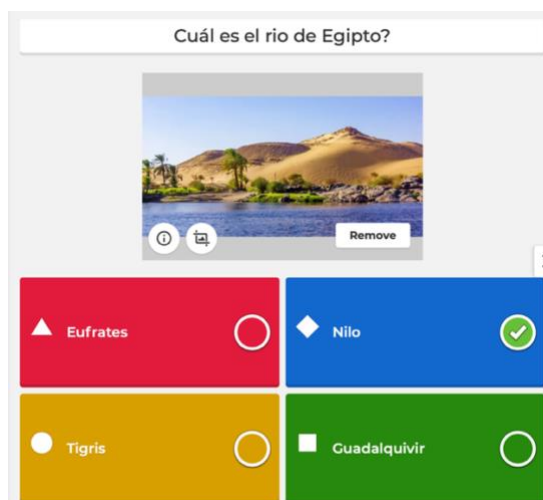 Cuál es el rio de Egipto?
Remove
Eufrates
Nilo
Tigris
Guadalquivir